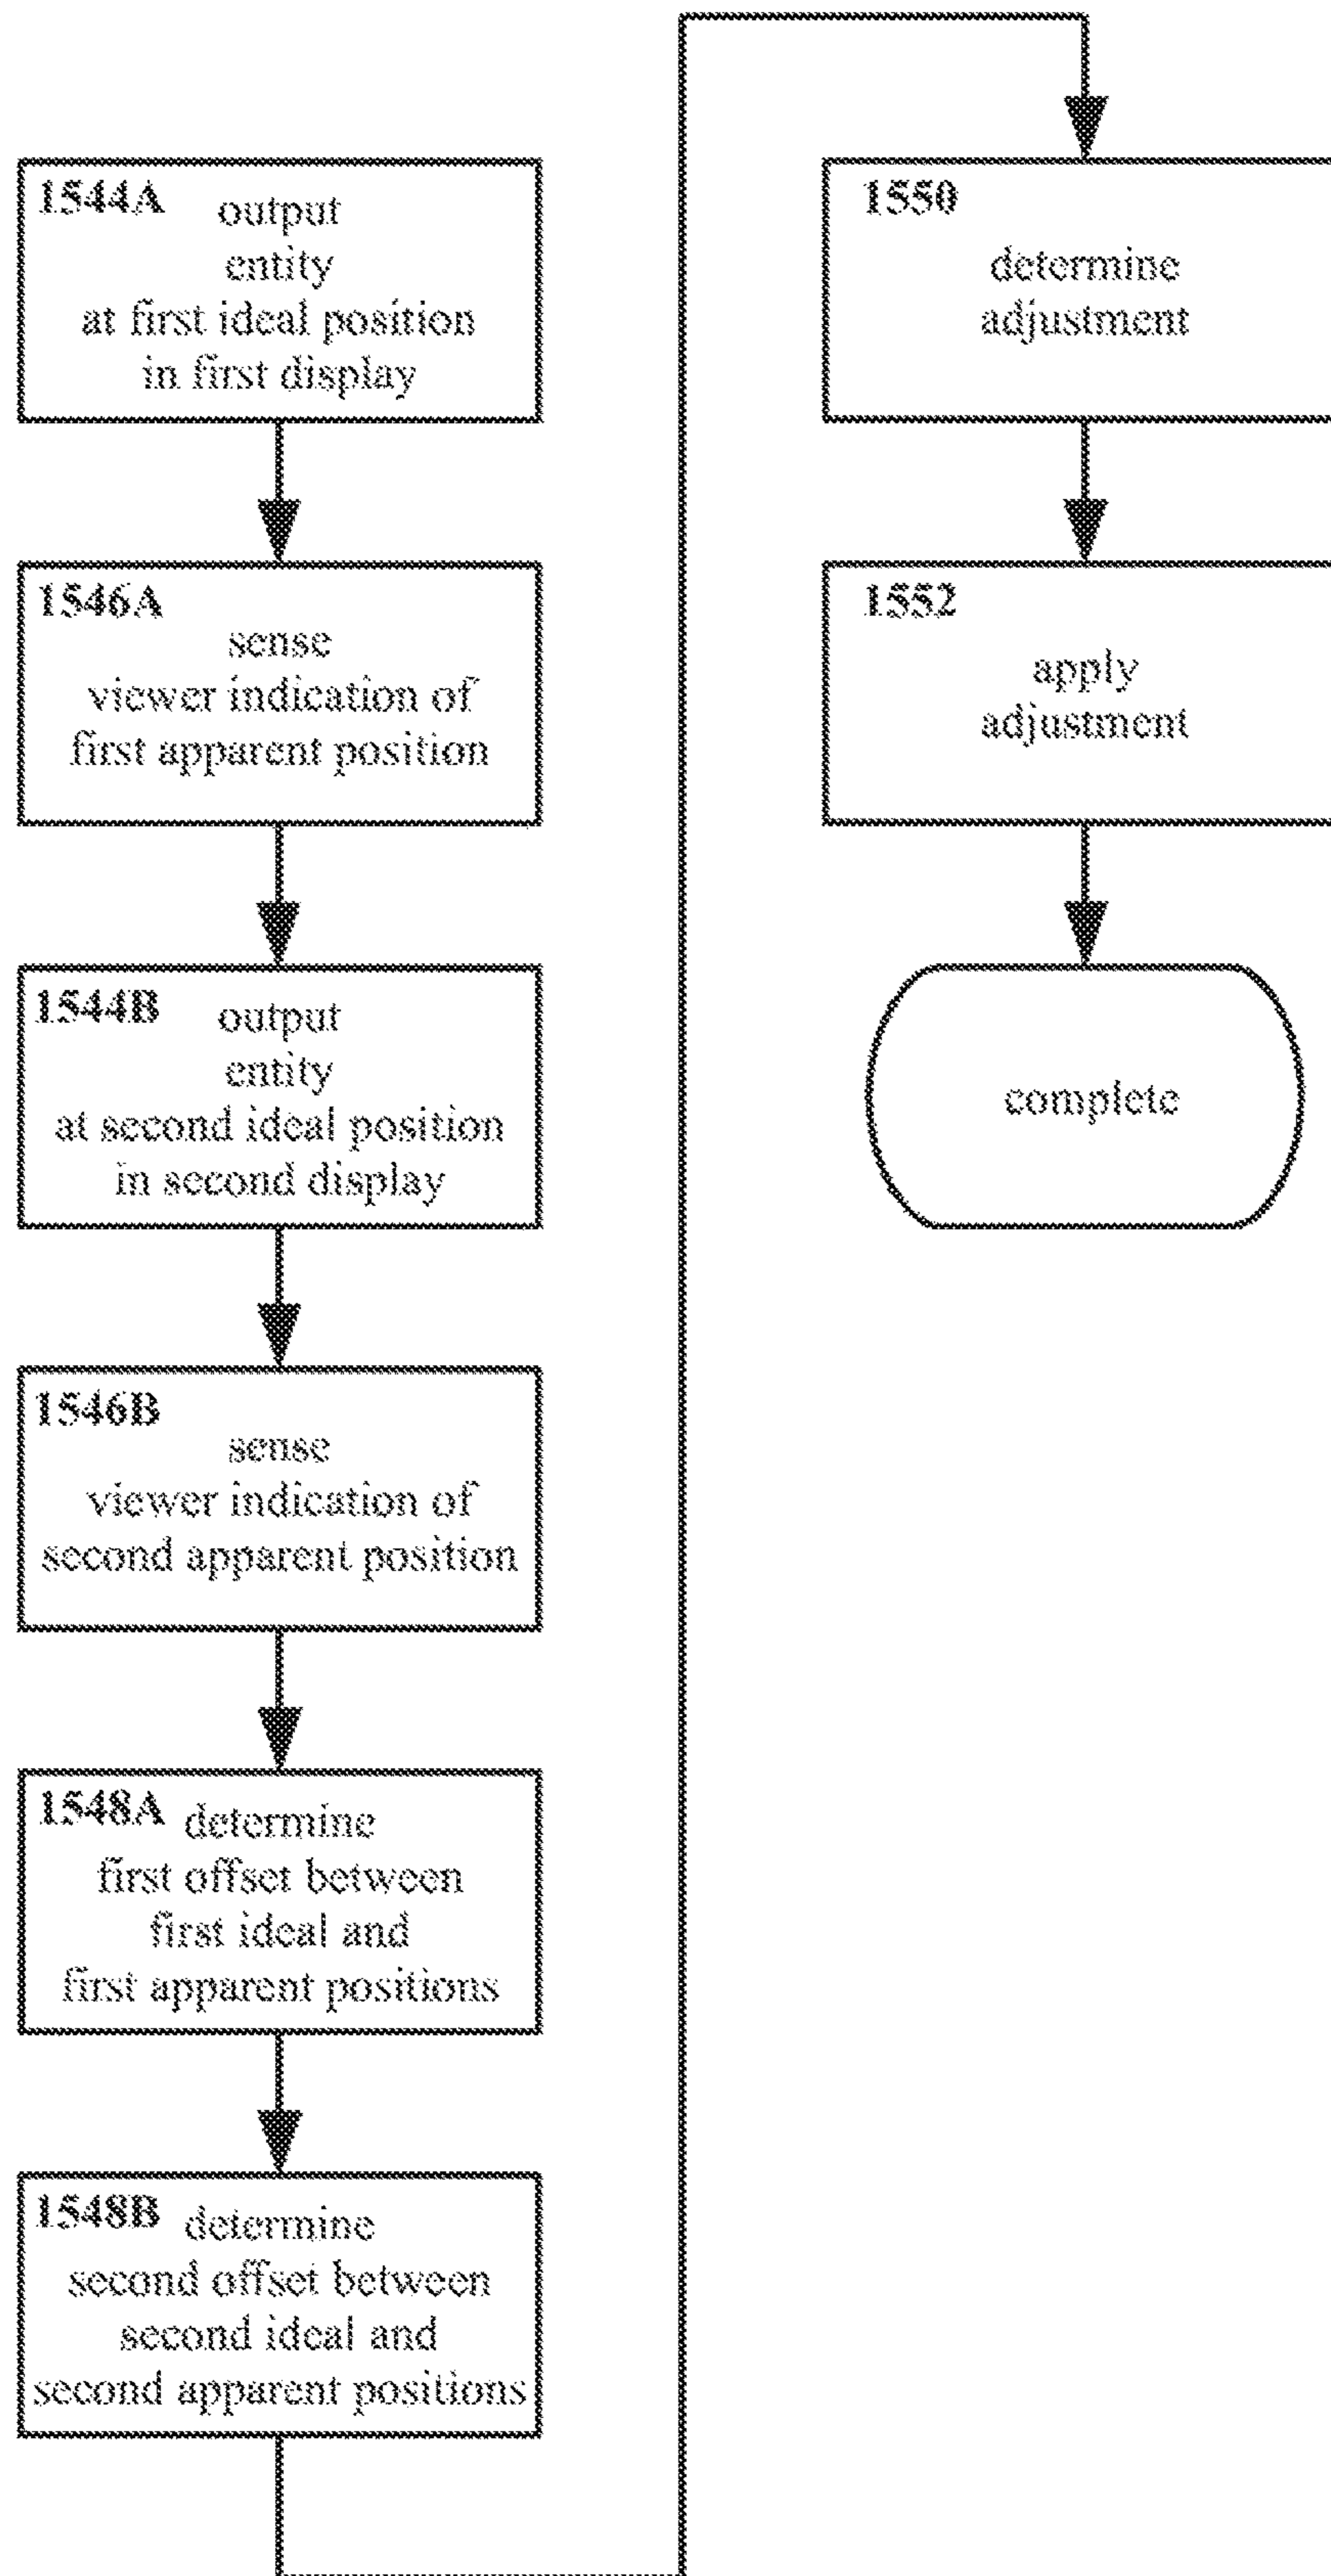 1544A output
entity
at first ideal position
in first display
1546A
sense
viewer indication of
first apparent position
1544B output
entity
at second ideal position
in second display
1546B
sense
viewer indication of
second apparent position
1548A determine
first offset between
first ideal and
first apparent positions
1548B determine
second offset between
second ideal and
second apparent positions
1550
determine
adjustment
1552
apply
adjustment
complete